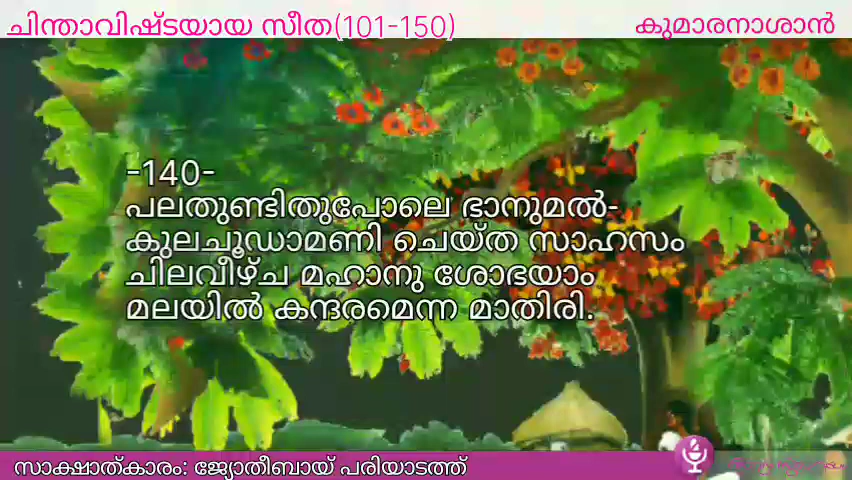 ചിന്താവിഷ്ടയായ സീത(101-150)
കുമാരനാശാൻ
-140-
പലതുണ്ടിതുപോലെ ഭാനുമൽ-
കുലചൂഡാമണി ചെയ്ത സാഹസം
ചിലവീഴ്ച മഹാനു ശോഭയാം
മലയിൽ കന്ദരമെന്ന മാതിരി.
സാക്ഷാത്കാരം: ജ്യോതീബായ് പരിയാടത്ത്